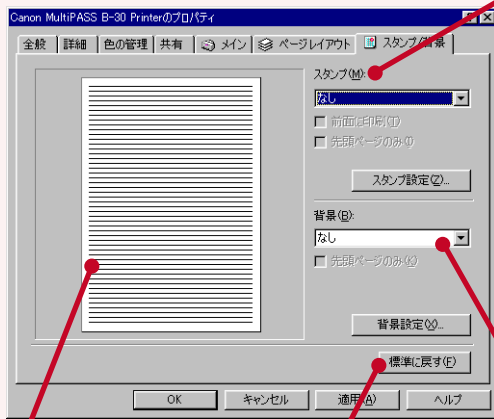 Canon MultiPASS B-30 Printerのプロパティ
全般 詳細 色の管理 共有 メイン ページレイアウト スタンプ/背景
スタンプ(M):
なし
前面に印刷(T)
先頭ページのみ(I)
スタンプ設定(Z)...
背景(B):
なし
先頭ページのみ(K)
背景設定(X)...
標準に戻す(F)
OK キャンセル 適用(A) ヘルプ